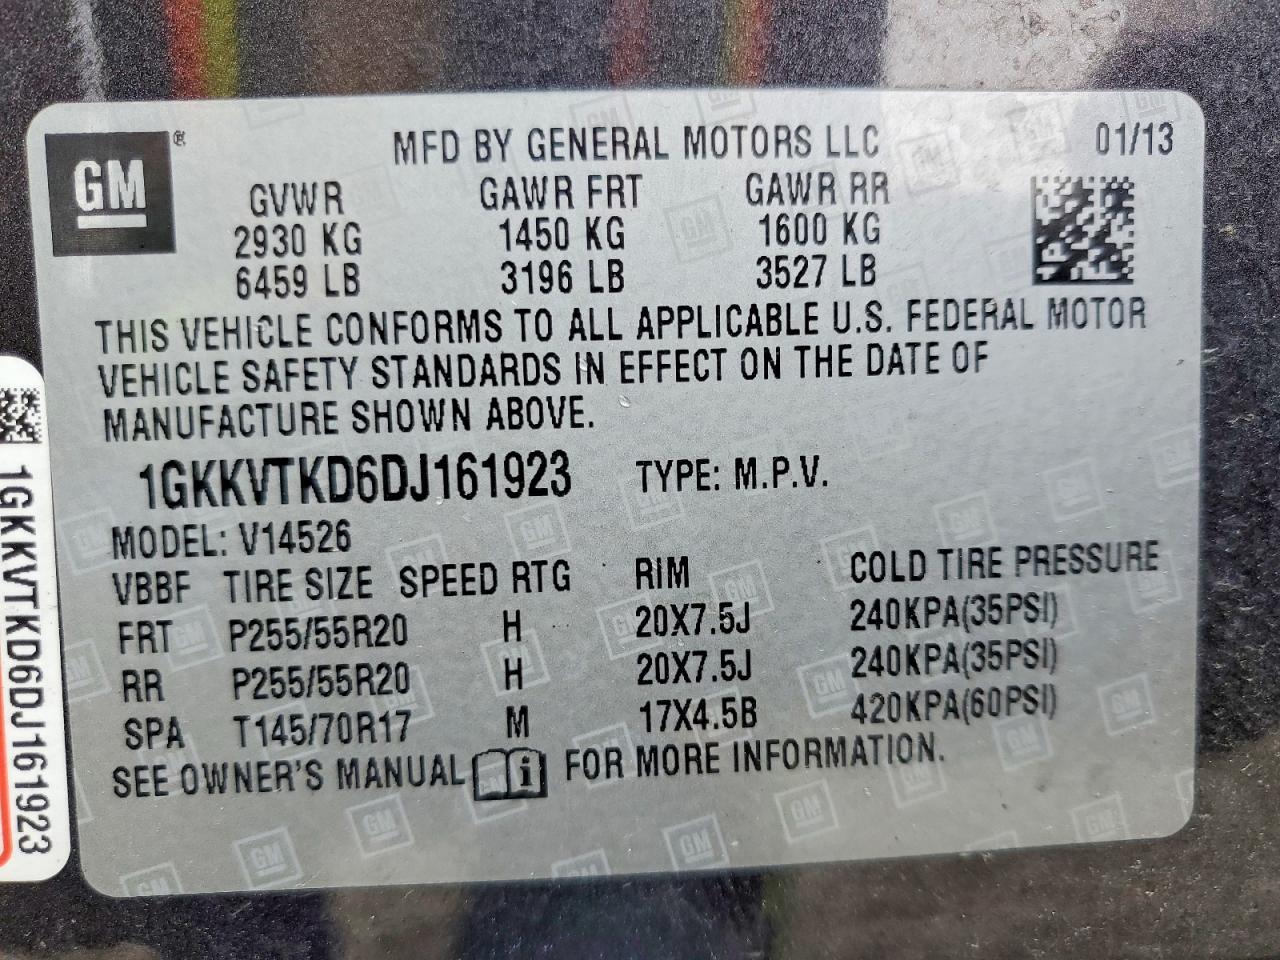 GM ® MFD BY GENERAL MOTORS LLC 01/13
GVWR GAWR FRT GAWR RR
2930 KG 1450 KG 1600 KG
6459 LB 3196 LB 3527 LB
THIS VEHICLE CONFORMS TO ALL APPLICABLE U.S. FEDERAL MOTOR
VEHICLE SAFETY STANDARDS IN EFFECT ON THE DATE OF
MANUFACTURE SHOWN ABOVE.
1GKKVTKD6DJ161923 TYPE: M.P.V.
MODEL: V14526
VBBF TIRE SIZE SPEED RTG RIM COLD TIRE PRESSURE
FRT P255/55R20 H 20X7.5J 240KPA(35PSI)
RR P255/55R20 H 20X7.5J 240KPA(35PSI)
SPA T145/70R17 M 17X4.5B 420KPA(60PSI)
SEE OWNER'S MANUAL i FOR MORE INFORMATION.
1GKKVTKD6DJ161923